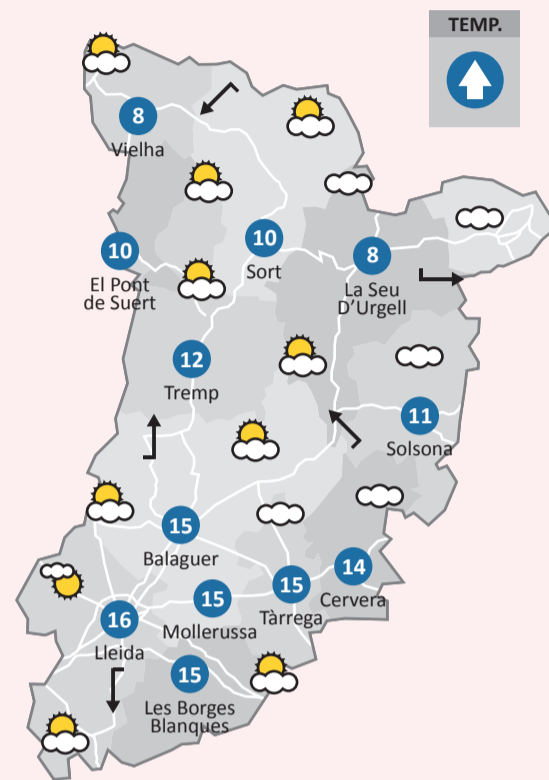 TEMP.
8
Vielha
10
El Pont
de Suert
10
Sort
8
La Seu
D'Urgell
12
Tremp
11
Solsona
15
Balaguer
14
Cervera
15
Tàrrega
15
Mollerussa
16
Lleida
15
Les Borges
Blanques